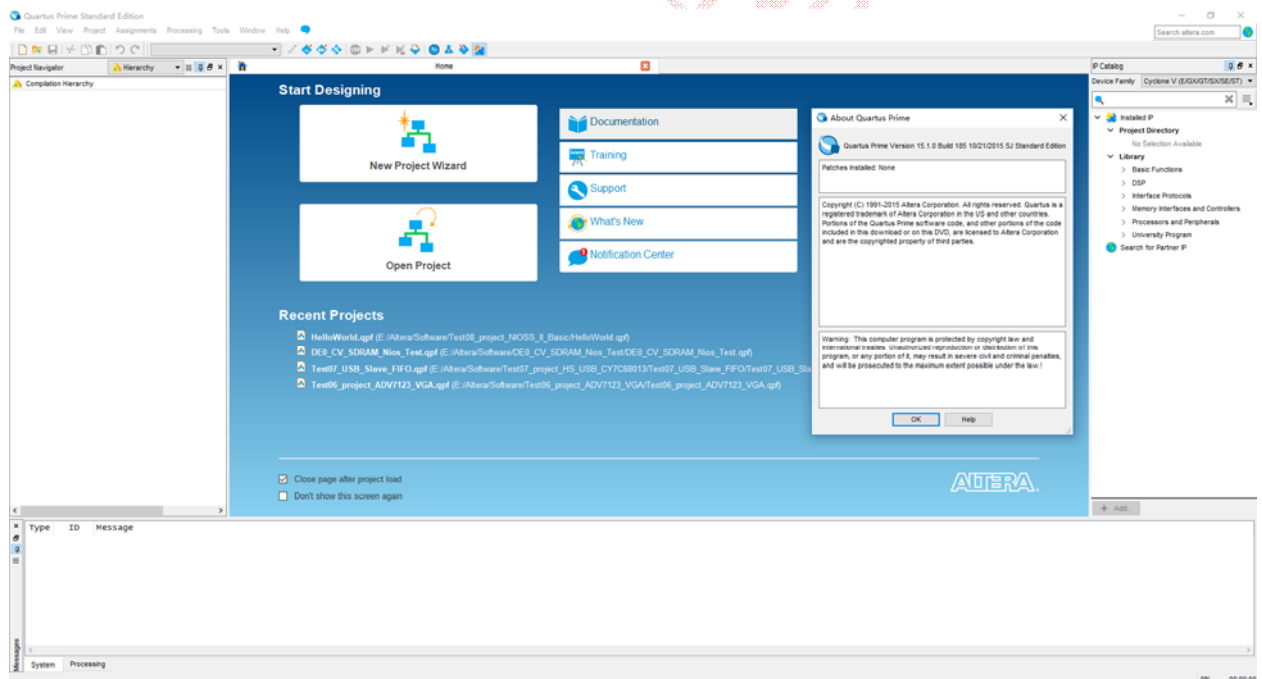 Quartus Prime Standard Edition
File Edit View Project Assignments Processing Tools Window Help
Search altera.com
Project Navigator Hierarchy
Home
IP Catalog
Compilation Hierarchy
Device Family Cyclone V (E/GX/GT/SX/SE/ST)
Start Designing
New Project Wizard
Open Project
Documentation
Training
Support
What's New
Notification Center
Recent Projects
HelloWorld.qpf (E:/Altera/Software/Test08_project_NIOSS_II_Basic/HelloWorld.qpf)
DE0_CV_SDRAM_Nios_Test.qpf (E:/Altera/Software/DE0_CV_SDRAM_Nios_Test/DE0_CV_SDRAM_Nios_Test.qpf)
Test07_USB_Slave_FIFO.qpf (E:/Altera/Software/Test07_project_HS_USB_CY7C68013/Test07_USB_Slave_FIFO/Test07_USB_Sla
Test06_project_ADV7123_VGA.qpf (E:/Altera/Software/Test06_project_ADV7123_VGA/Test06_project_ADV7123_VGA.qpf)
Close page after project load
Don't show this screen again
ALTERA.
About Quartus Prime
Quartus Prime Version 15.1.0 Build 185 10/21/2015 SJ Standard Edition
Patches Installed: None
Copyright (C) 1991-2015 Altera Corporation. All rights reserved. Quartus is a
registered trademark of Altera Corporation in the US and other countries.
Portions of the Quartus Prime software code, and other portions of the code
included in this download or on this DVD, are licensed to Altera Corporation
and are the copyrighted property of third parties.
Warning: This computer program is protected by copyright law and
international treaties. Unauthorized reproduction or distribution of this
program, or any portion of it, may result in severe civil and criminal penalties,
and will be prosecuted to the maximum extent possible under the law.!
OK Help
Installed IP
Project Directory
No Selection Available
Library
Basic Functions
DSP
Interface Protocols
Memory Interfaces and Controllers
Processors and Peripherals
University Program
Search for Partner IP
+ Add...
Type ID Message
Messages
System Processing
0% 00:00:00